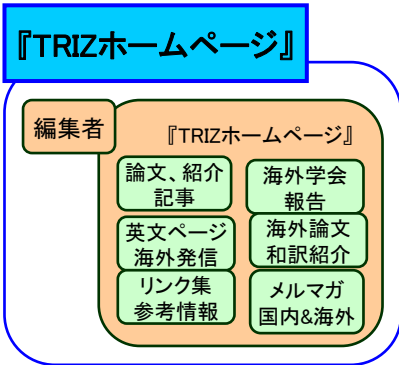 『TRIZホームページ』
編集者
『TRIZホームページ』
論文、紹介
記事
海外学会
報告
英文ページ
海外発信
海外論文
和訳紹介
リンク集
参考情報
メルマガ
国内&海外